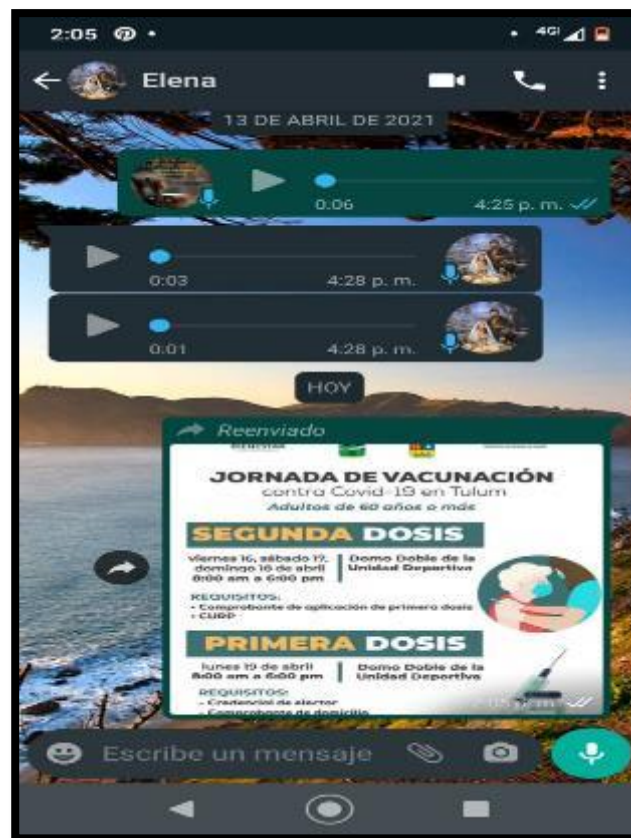 2:05
4G
Elena
13 DE ABRIL DE 2021
0:06 4:25 p. m.
0:03 4:28 p. m.
0:01 4:28 p. m.
HOY
Reenviado
BIENESTAR
JORNADA DE VACUNACIÓN
contra Covid-19 en Tulum
Adultos de 60 años o más
SEGUNDA DOSIS
viernes 16, sábado 17,
domingo 18 de abril
8:00 am a 6:00 pm
Domo Doble de la
Unidad Deportiva
REQUISITOS:
- Comprobante de aplicación de primera dosis
- CURP
PRIMERA DOSIS
lunes 19 de abril
8:00 am a 6:00 pm
Domo Doble de la
Unidad Deportiva
REQUISITOS:
- Credencial de elector
- Comprobante de domicilio
p. m.
Escribe un mensaje